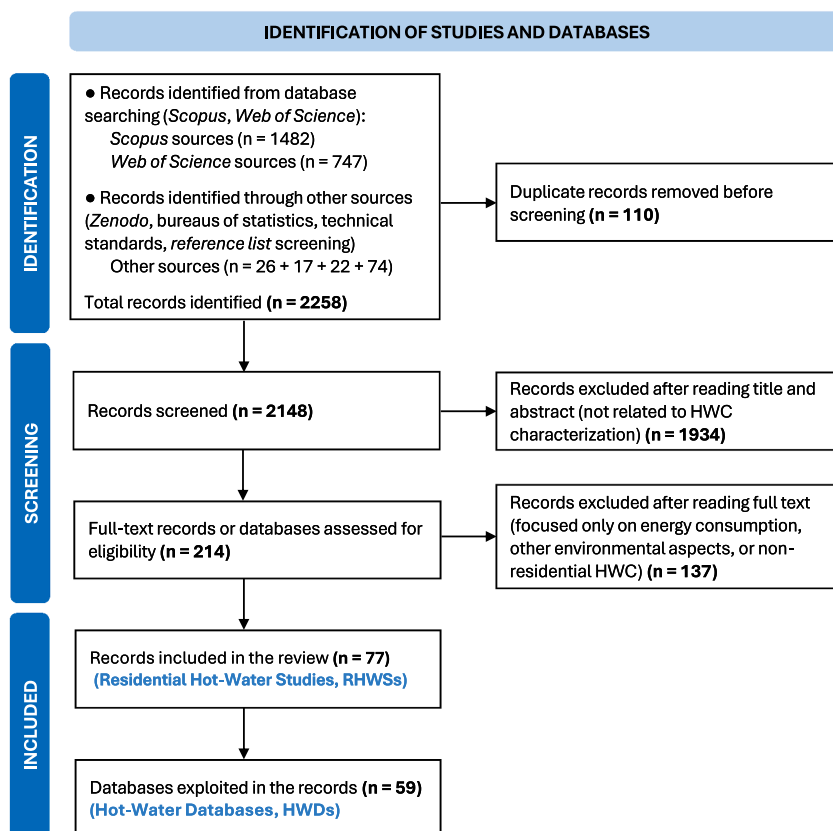 IDENTIFICATION OF STUDIES AND DATABASES
IDENTIFICATION
● Records identified from database
searching (Scopus, Web of Science):
Scopus sources (n = 1482)
Web of Science sources (n = 747)
● Records identified through other sources
(Zenodo, bureaus of statistics, technical
standards, reference list screening)
Other sources (n = 26 + 17 + 22 + 74)
Total records identified (n = 2258)
Duplicate records removed before
screening (n = 110)
SCREENING
Records screened (n = 2148)
Records excluded after reading title and
abstract (not related to HWC
characterization) (n = 1934)
Full-text records or databases assessed for
eligibility (n = 214)
Records excluded after reading full text
(focused only on energy consumption,
other environmental aspects, or non-
residential HWC) (n = 137)
INCLUDED
Records included in the review (n = 77)
(Residential Hot-Water Studies, RHWSs)
Databases exploited in the records (n = 59)
(Hot-Water Databases, HWDs)